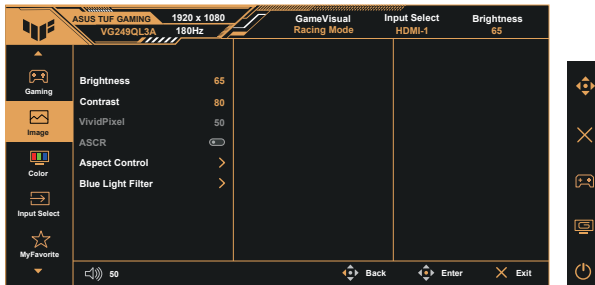 ASUS TUF GAMING 1920 x 1080
VG249QL3A 180Hz
GameVisual Input Select Brightness
Racing Mode HDMI-1 65
Gaming
Image
Color
Input Select
MyFavorite
Brightness 65
Contrast 80
VividPixel 50
ASCR
Aspect Control
Blue Light Filter
50 Back Enter Exit